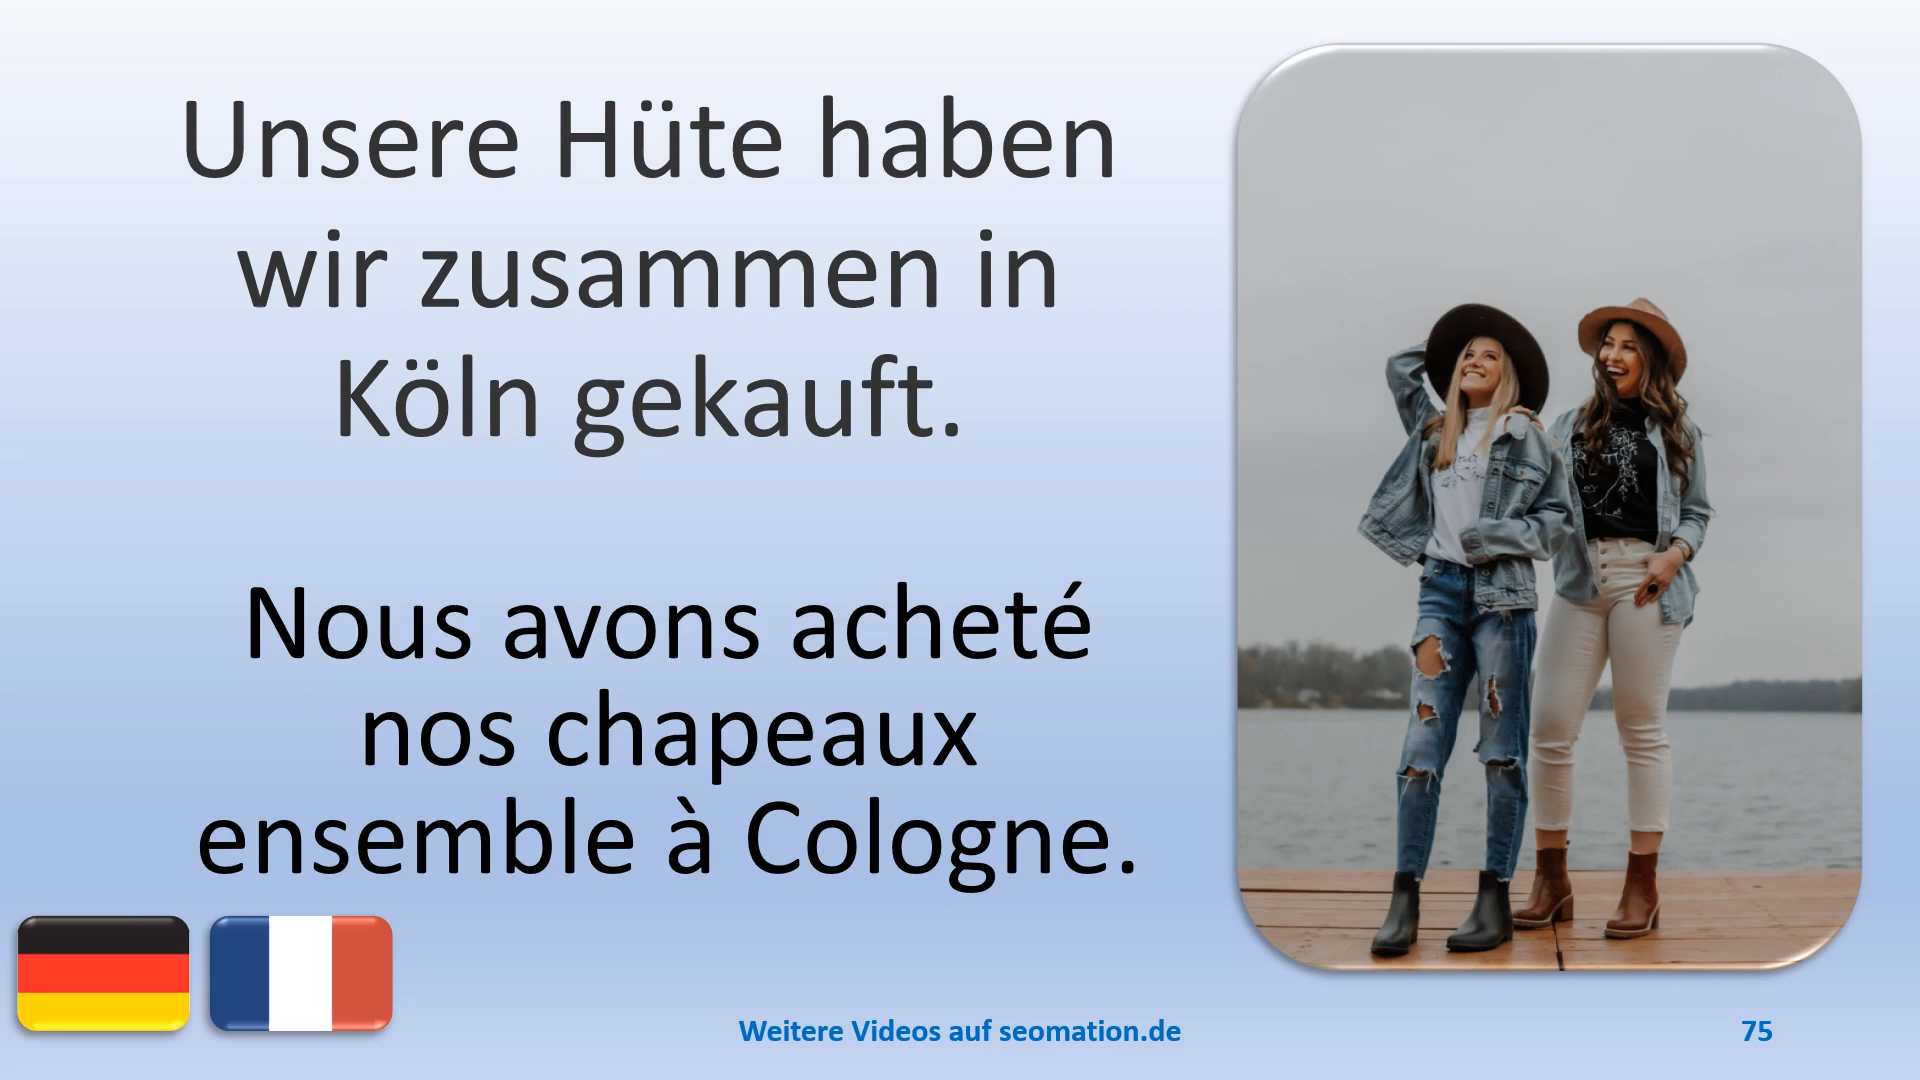 Unsere Hüte haben
wir zusammen in
Köln gekauft.
Nous avons acheté
nos chapeaux
ensemble à Cologne.
Weitere Videos auf seomation.de
75